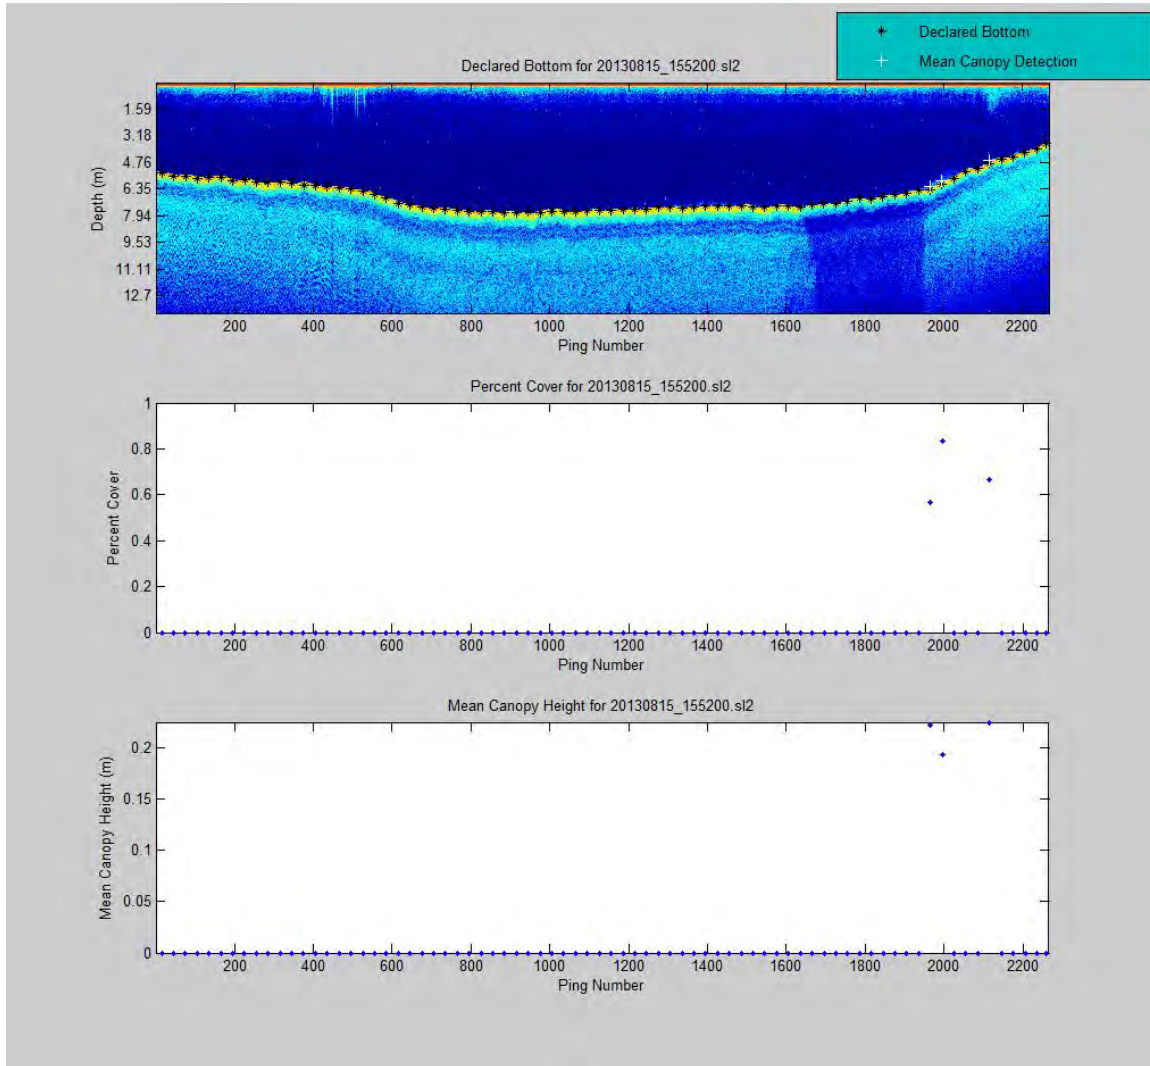 Declared Bottom
Mean Canopy Detection
Declared Bottom for 20130815_155200.sl2
Depth (m)
1.59
3.18
4.76
6.35
7.94
9.53
11.11
12.7
200 400 600 800 1000 1200 1400 1600 1800 2000 2200
Ping Number
Percent Cover for 20130815_155200.sl2
Percent Cover
1
0.8
0.6
0.4
0.2
0
200 400 600 800 1000 1200 1400 1600 1800 2000 2200
Ping Number
Mean Canopy Height for 20130815_155200.sl2
Mean Canopy Height (m)
0.2
0.15
0.1
0.05
0
200 400 600 800 1000 1200 1400 1600 1800 2000 2200
Ping Number